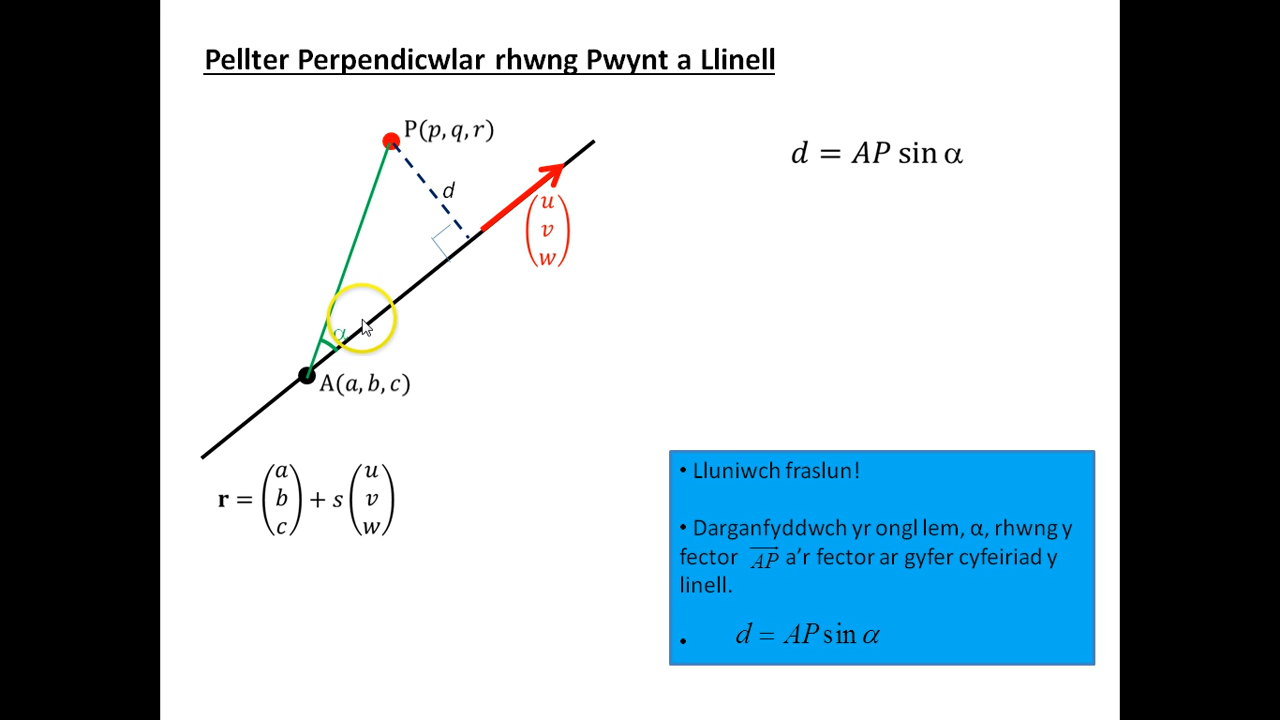 Pellter Perpendicwlar rhwng Pwynt a Llinell
P(p, q, r)
d = AP sin α
d
(u
v
w)
α
A(a, b, c)
r = (a b c) + s (u v w)
• Lluniwch fraslun!
• Darganfyddwch yr ongl lem, α, rhwng y
fector AP a'r fector ar gyfer cyfeiriad y
linell.
• d = AP sin α